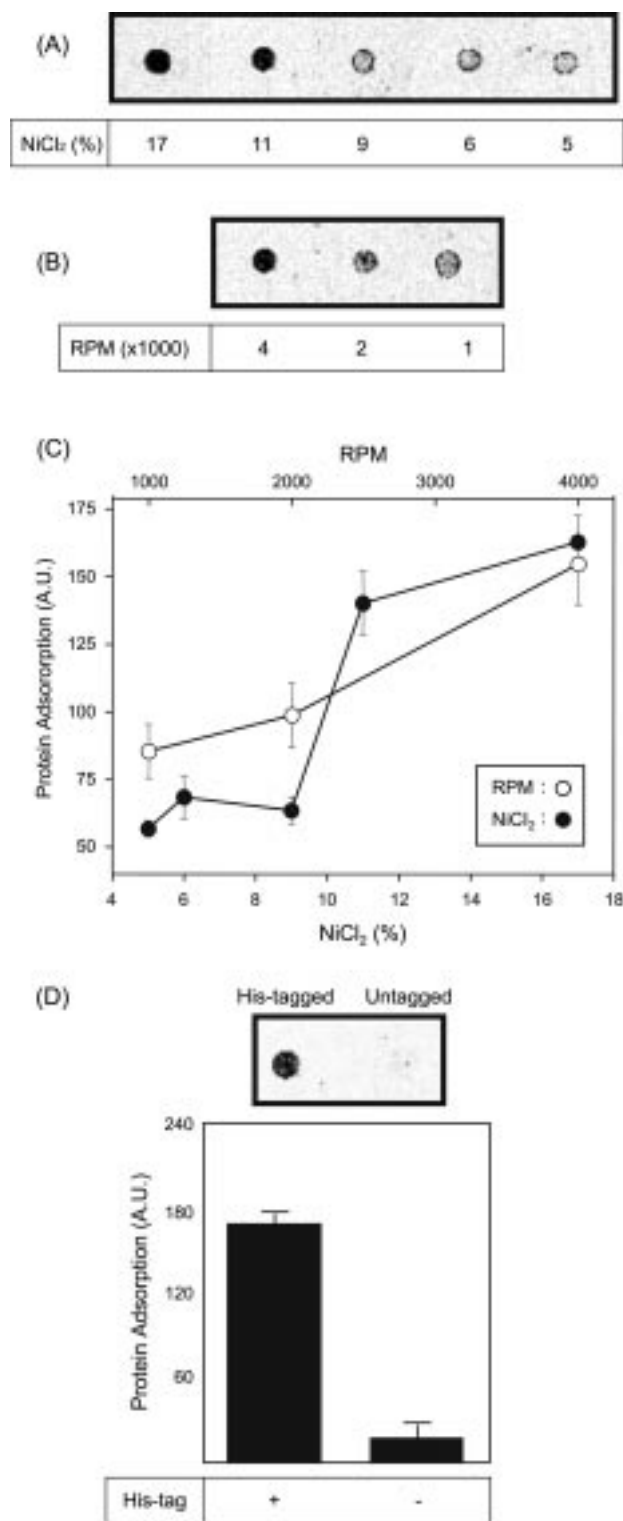 (A)
NiCl₂ (%) 17 11 9 6 5
(B)
RPM (x1000) 4 2 1
(C)
RPM
1000 2000 3000 4000
175
150
125
100
75
50
Protein Adsororption (A.U.)
RPM : ○
NiCl₂ : ●
4 6 8 10 12 14 16 18
NiCl₂ (%)
(D)
His-tagged Untagged
240
180
120
60
Protein Adsorption (A.U.)
His-tag + -